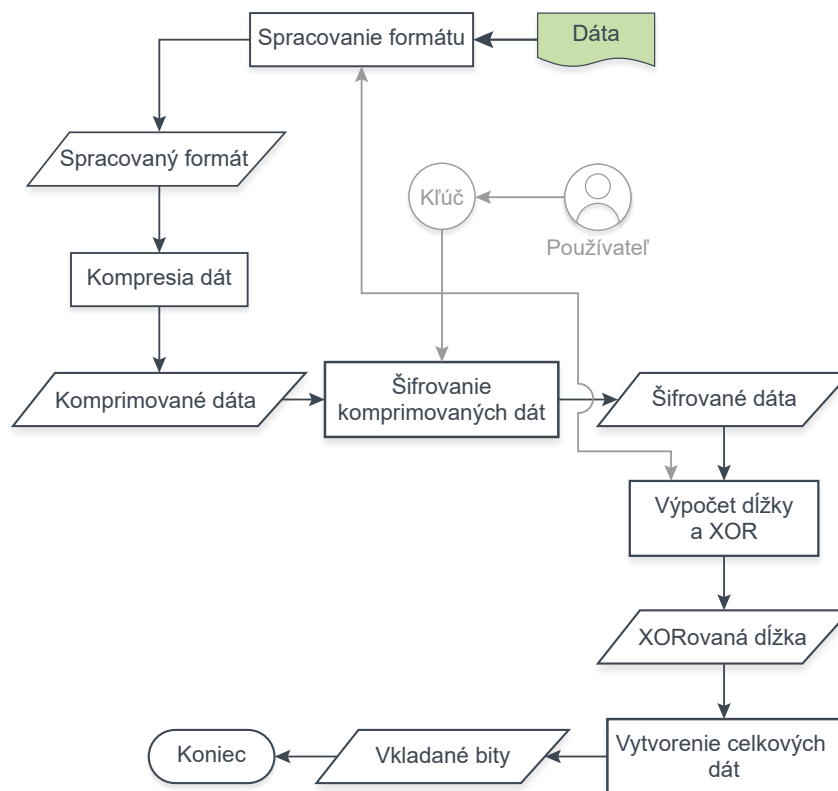 Spracovanie formátu
Dáta
Spracovaný formát
Kľúč
Používateľ
Kompresia dát
Komprimované dáta
Šifrovanie
komprimovaných dát
Šifrované dáta
Výpočet dĺžky
a XOR
XORovaná dĺžka
Koniec
Vkladané bity
Vytvorenie celkových
dát